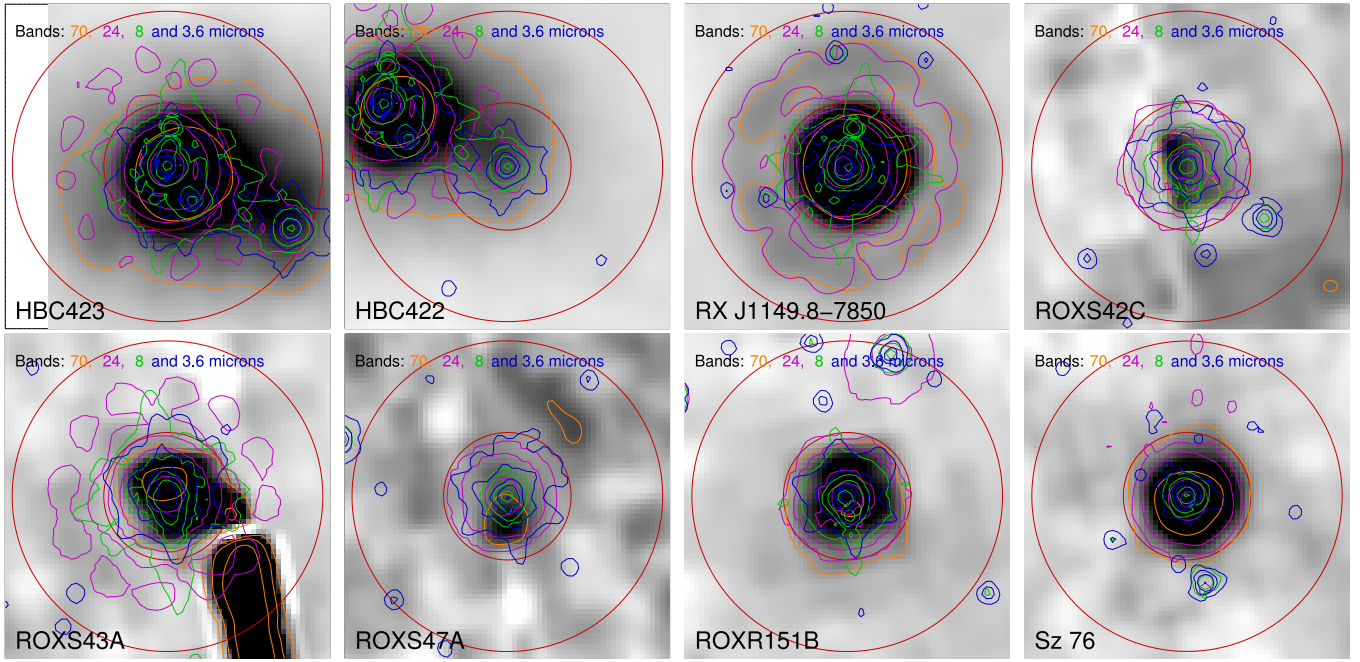 Bands: 70, 24, 8 and 3.6 microns
HBC423
Bands: 70, 24, 8 and 3.6 microns
HBC422
Bands: 70, 24, 8 and 3.6 microns
RX J1149.8−7850
Bands: 70, 24, 8 and 3.6 microns
ROXS42C
Bands: 70, 24, 8 and 3.6 microns
ROXS43A
Bands: 70, 24, 8 and 3.6 microns
ROXS47A
Bands: 70, 24, 8 and 3.6 microns
ROXR151B
Bands: 70, 24, 8 and 3.6 microns
Sz 76